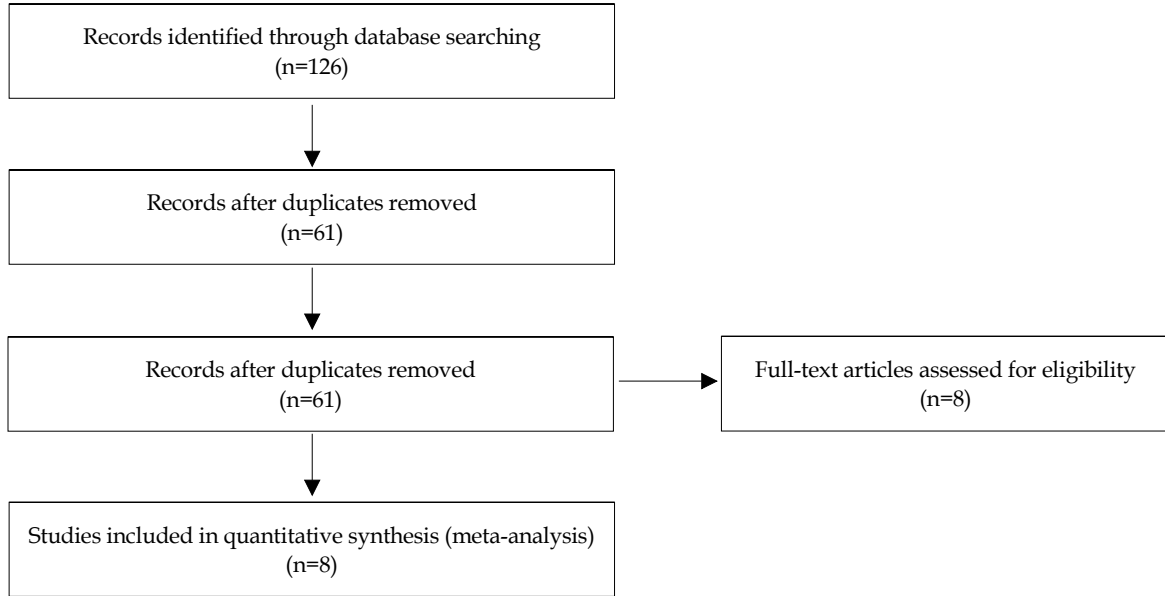 Records identified through database searching
(n=126)
Records after duplicates removed
(n=61)
Records after duplicates removed
(n=61)
Full-text articles assessed for eligibility
(n=8)
Studies included in quantitative synthesis (meta-analysis)
(n=8)